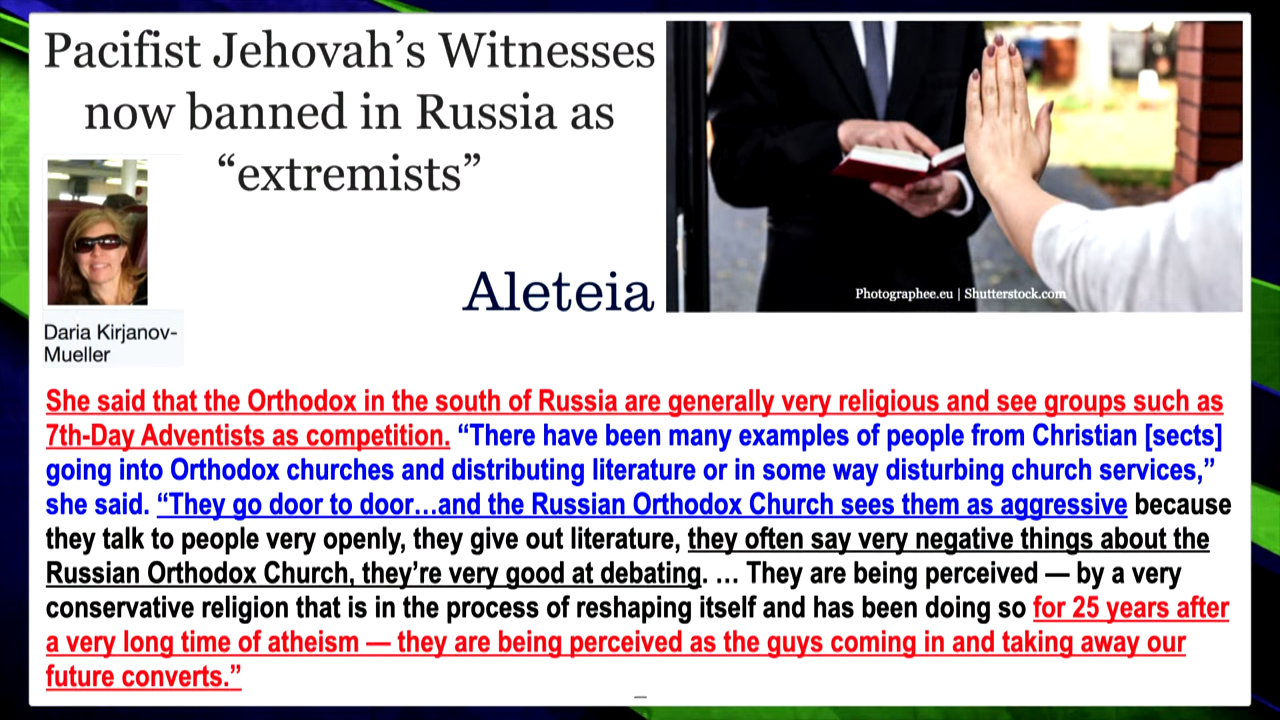 Pacifist Jehovah’s Witnesses
now banned in Russia as
“extremists”
Aleteia
Photographee.eu | Shutterstock.com
Daria Kirjanov-
Mueller
She said that the Orthodox in the south of Russia are generally very religious and see groups such as
7th-Day Adventists as competition. “There have been many examples of people from Christian [sects]
going into Orthodox churches and distributing literature or in some way disturbing church services,”
she said. “They go door to door…and the Russian Orthodox Church sees them as aggressive because
they talk to people very openly, they give out literature, they often say very negative things about the
Russian Orthodox Church, they’re very good at debating. … They are being perceived — by a very
conservative religion that is in the process of reshaping itself and has been doing so for 25 years after
a very long time of atheism — they are being perceived as the guys coming in and taking away our
future converts.”